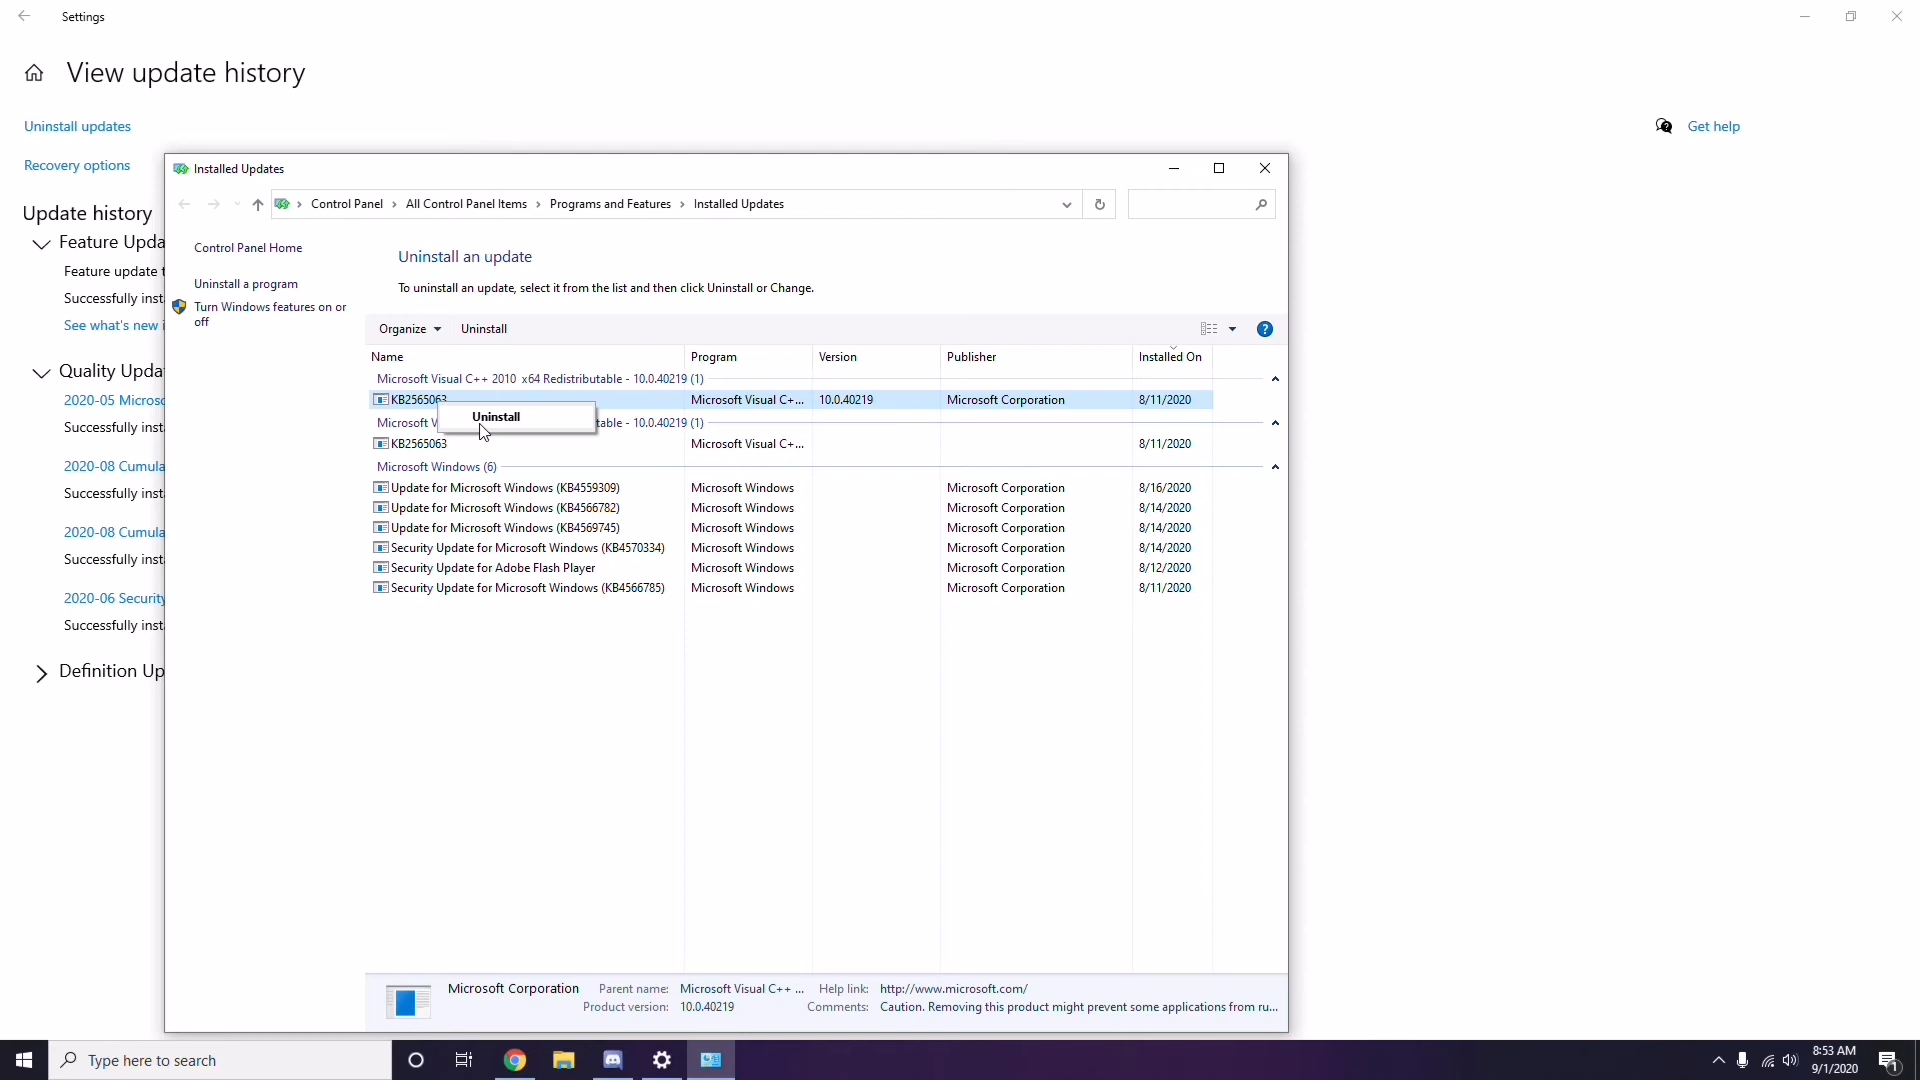 Settings
View update history
Uninstall updates
Get help
Recovery options
Update history
Feature Upda
Feature update t
Successfully inst
See what's new i
Quality Upda
2020-05 Microso
Successfully inst
2020-08 Cumula
Successfully inst
2020-08 Cumula
Successfully inst
2020-06 Security
Successfully inst
Definition Up
Installed Updates
Control Panel > All Control Panel Items > Programs and Features > Installed Updates
Control Panel Home
Uninstall a program
Turn Windows features on or
off
Uninstall an update
To uninstall an update, select it from the list and then click Uninstall or Change.
Organize Uninstall
Name Program Version Publisher Installed On
Microsoft Visual C++ 2010 x64 Redistributable - 10.0.40219 (1)
KB2565063 Microsoft Visual C+... 10.0.40219 Microsoft Corporation 8/11/2020
Uninstall
Microsoft V table - 10.0.40219 (1)
KB2565063 Microsoft Visual C+... 8/11/2020
Microsoft Windows (6)
Update for Microsoft Windows (KB4559309) Microsoft Windows Microsoft Corporation 8/16/2020
Update for Microsoft Windows (KB4566782) Microsoft Windows Microsoft Corporation 8/14/2020
Update for Microsoft Windows (KB4569745) Microsoft Windows Microsoft Corporation 8/14/2020
Security Update for Microsoft Windows (KB4570334) Microsoft Windows Microsoft Corporation 8/14/2020
Security Update for Adobe Flash Player Microsoft Windows Microsoft Corporation 8/12/2020
Security Update for Microsoft Windows (KB4566785) Microsoft Windows Microsoft Corporation 8/11/2020
Microsoft Corporation Parent name: Microsoft Visual C++ ... Help link: http://www.microsoft.com/
Product version: 10.0.40219 Comments: Caution. Removing this product might prevent some applications from ru...
Type here to search
8:53 AM
9/1/2020
1